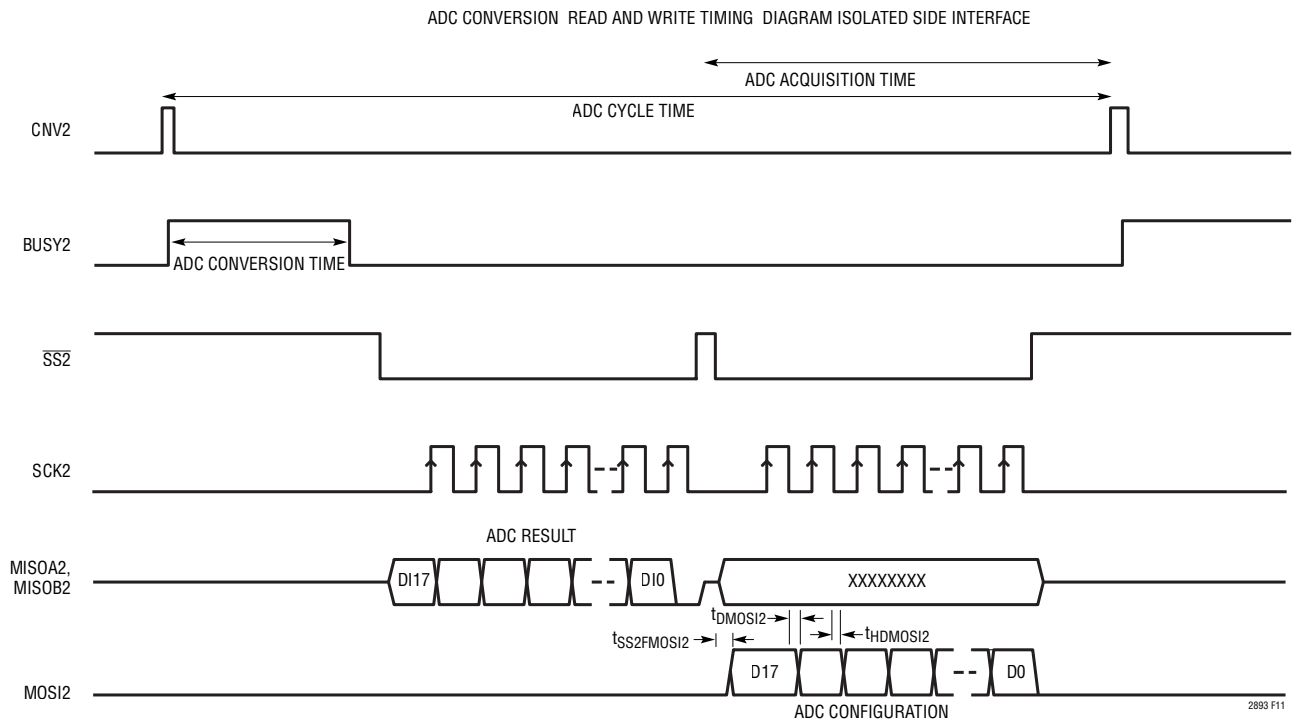 ADC CONVERSION READ AND WRITE TIMING DIAGRAM ISOLATED SIDE INTERFACE
ADC ACQUISITION TIME
ADC CYCLE TIME
CNV2
BUSY2
ADC CONVERSION TIME
SS2
SCK2
ADC RESULT
MISOA2,
MISOB2
DI17
DI0
XXXXXXXX
tDMOSI2
tSS2FMOSI2
tHDMOSI2
MOSI2
D17
D0
ADC CONFIGURATION
2893 F11